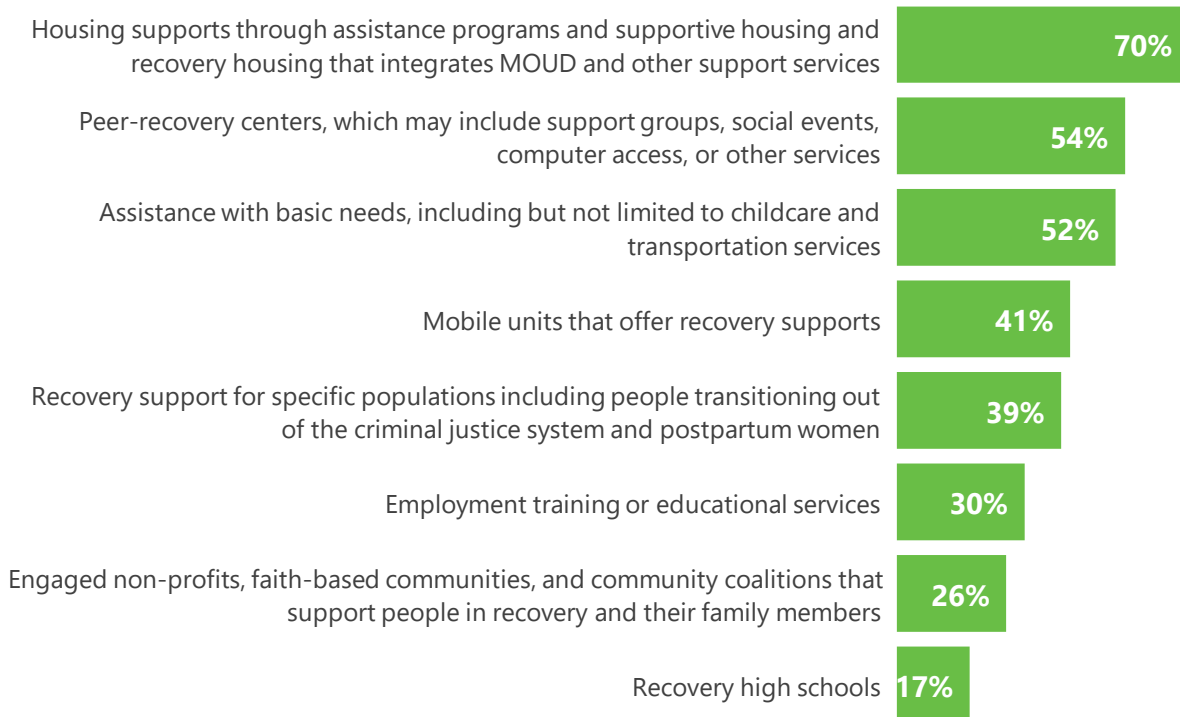 Housing supports through assistance programs and supportive housing and
recovery housing that integrates MOUD and other support services
70%
Peer-recovery centers, which may include support groups, social events,
computer access, or other services
54%
Assistance with basic needs, including but not limited to childcare and
transportation services
52%
Mobile units that offer recovery supports
41%
Recovery support for specific populations including people transitioning out
of the criminal justice system and postpartum women
39%
Employment training or educational services
30%
Engaged non-profits, faith-based communities, and community coalitions that
support people in recovery and their family members
26%
Recovery high schools
17%